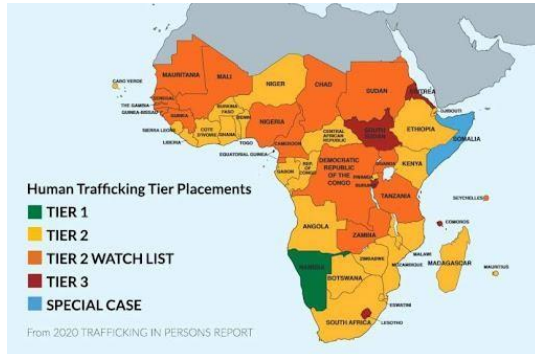 CABO VERDE
MAURITANIA
MALI
NIGER
CHAD
SUDAN
ERITREA
SENEGAL
THE GAMBIA
GUINEA-BISSAU
GUINEA
BURKINA FASO
BENIN
NIGERIA
DJIBOUTI
SIERRA LEONE
LIBERIA
COTE D'IVOIRE
GHANA
TOGO
CAMEROON
CENTRAL AFRICAN REPUBLIC
SOUTH SUDAN
ETHIOPIA
SOMALIA
EQUATORIAL GUINEA
GABON
REP. OF CONGO
DEMOCRATIC REPUBLIC OF THE CONGO
UGANDA
KENYA
RWANDA
BURUNDI
TANZANIA
SEYCHELLES
COMOROS
ANGOLA
ZAMBIA
MALAWI
MOZAMBIQUE
MADAGASCAR
MAURITIUS
ZIMBABWE
NAMIBIA
BOTSWANA
ESWATINI
SOUTH AFRICA
LESOTHO
Human Trafficking Tier Placements
TIER 1
TIER 2
TIER 2 WATCH LIST
TIER 3
SPECIAL CASE
From 2020 TRAFFICKING IN PERSONS REPORT